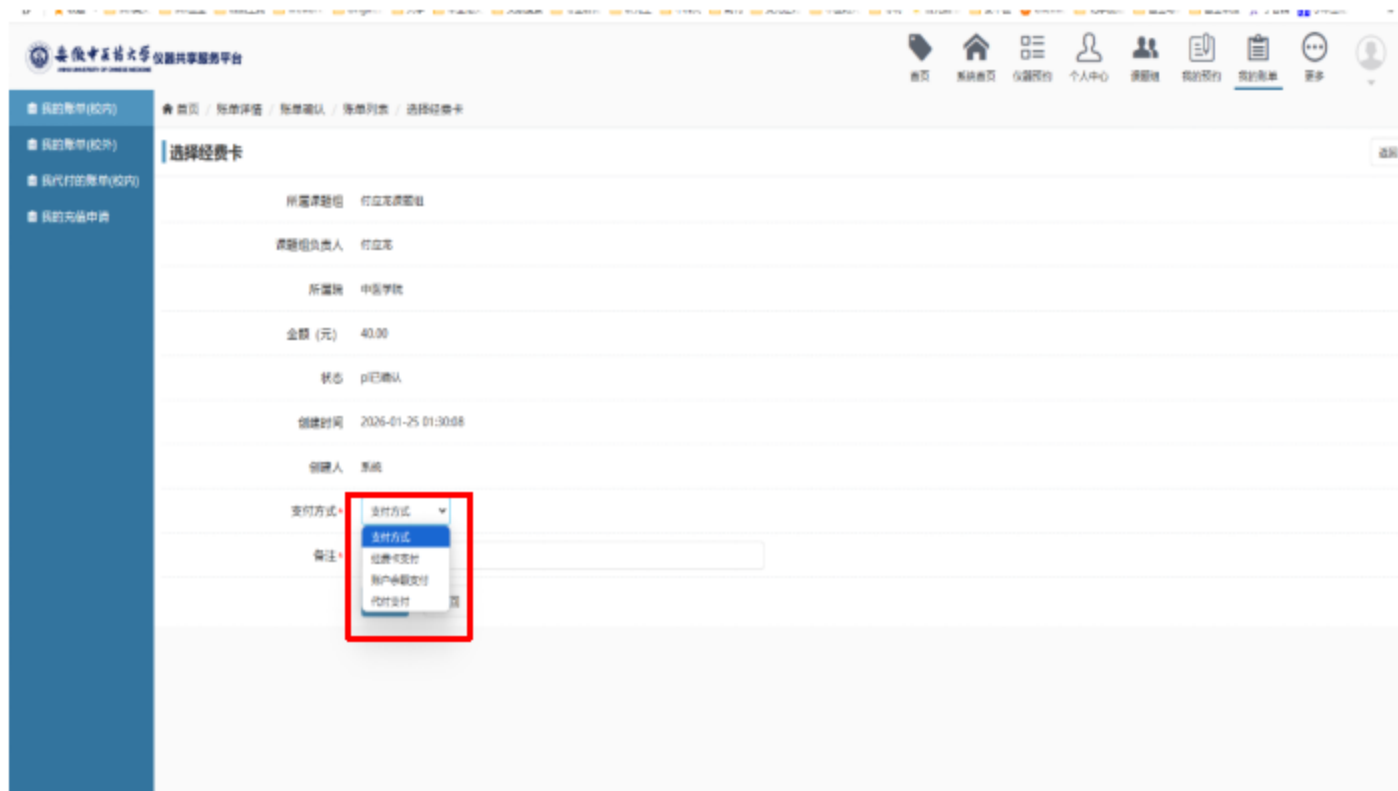 安徽中医药大学 仪器共享服务平台
首页 系统首页 仪器预约 个人中心 课题组 我的预约 我的账单 更多
我的账单(校内)
首页 / 账单详情 / 账单确认 / 账单列表 / 选择经费卡
我的账单(校外)
选择经费卡
返回
我代付的账单(校内)
我的充值申请
所属课题组 付应龙课题组
课题组负责人 付应龙
所属院 中医学院
金额 (元) 40.00
状态 pi已确认
创建时间 2026-01-25 01:30:08
创建人 系统
支付方式* 支付方式
支付方式
备注*
经费卡支付
账户余额支付
代付支付